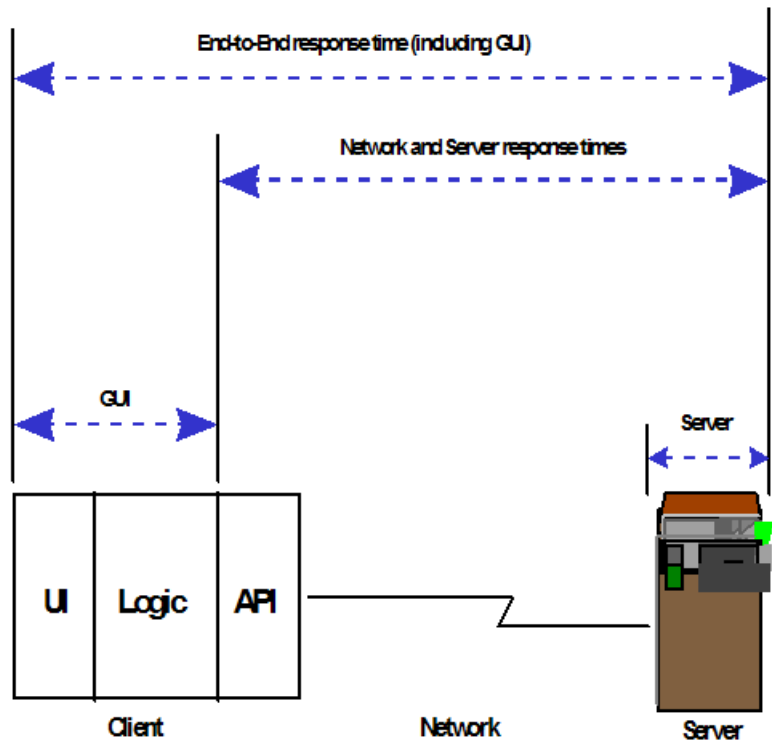 End-to-End response time (including GUI)
Network and Server response times
GUI
Server
UI
Logic
API
Client
Network
Server